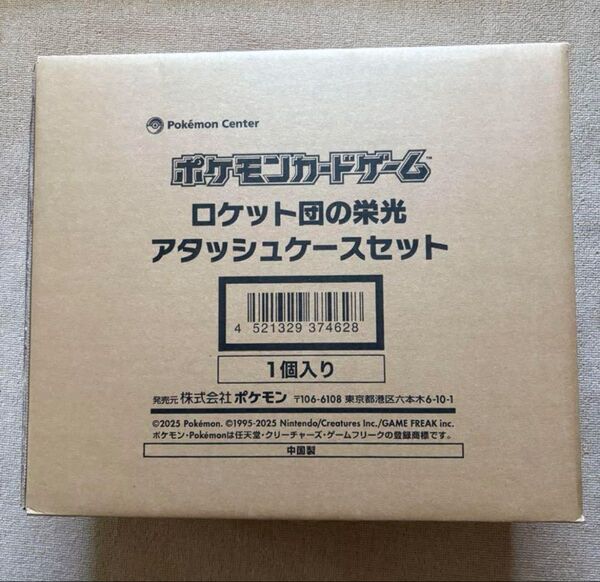 Pokémon Center
ポケモンカードゲーム™
ロケット団の栄光
アタッシュケースセット
4 521329 374628
1個入り
発売元 株式会社ポケモン 〒106-6108 東京都港区六本木6-10-1
©2025 Pokémon. ©1995-2025 Nintendo/Creatures Inc./GAME FREAK inc.
ポケモン・Pokémonは任天堂・クリーチャーズ・ゲームフリークの登録商標です。
中国製